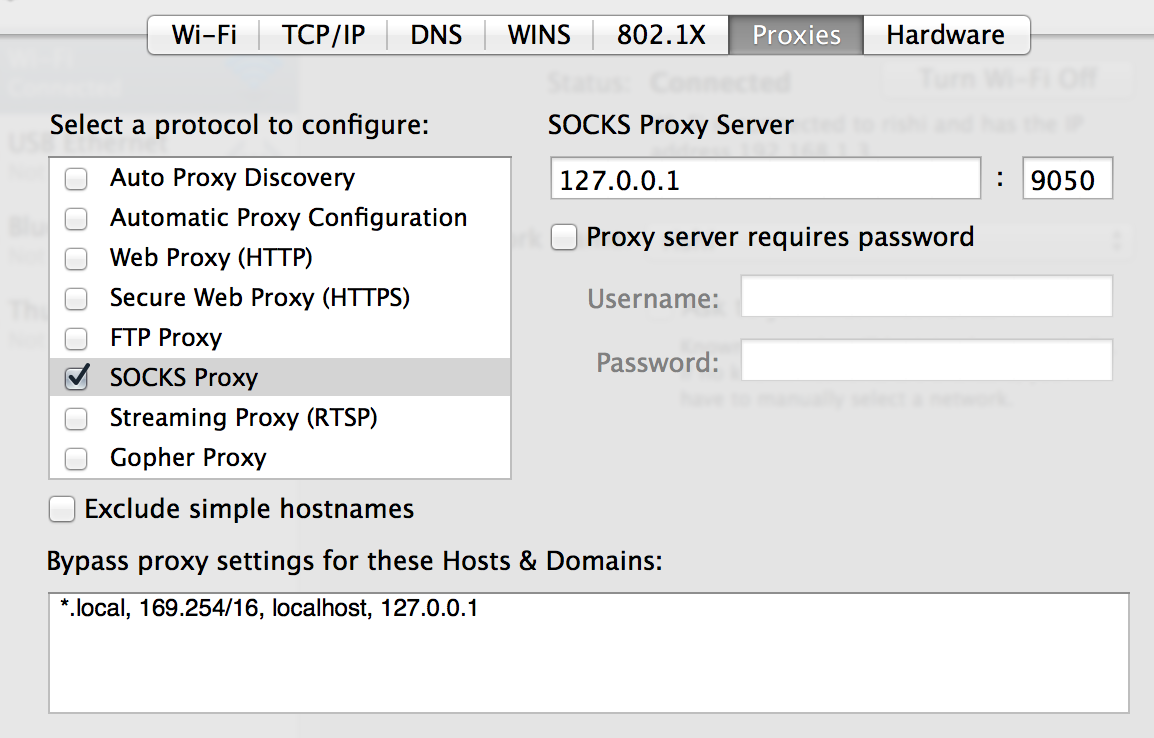 Wi-Fi TCP/IP DNS WINS 802.1X Proxies Hardware
Status: Connected Turn Wi-Fi Off
Select a protocol to configure:
Auto Proxy Discovery
Automatic Proxy Configuration
Web Proxy (HTTP)
Secure Web Proxy (HTTPS)
FTP Proxy
SOCKS Proxy
Streaming Proxy (RTSP)
Gopher Proxy
Exclude simple hostnames
SOCKS Proxy Server
127.0.0.1 : 9050
Proxy server requires password
Username:
Password:
have to manually select a network.
Bypass proxy settings for these Hosts & Domains:
*.local, 169.254/16, localhost, 127.0.0.1